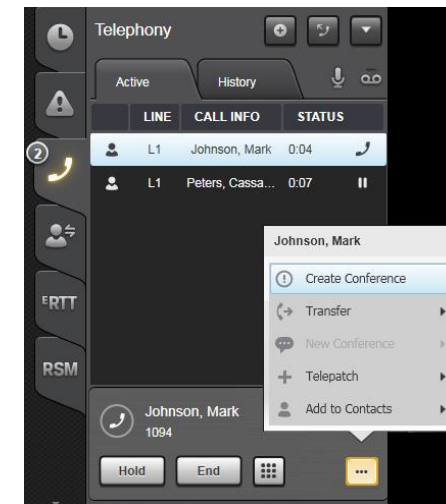 Telephony
Active History
LINE CALL INFO STATUS
L1 Johnson, Mark 0:04
2
L1 Peters, Cassa... 0:07
Johnson, Mark
Create Conference
Transfer
New Conference
Telepatch
Add to Contacts
ERTT
RSM
Johnson, Mark
1094
Hold End ...